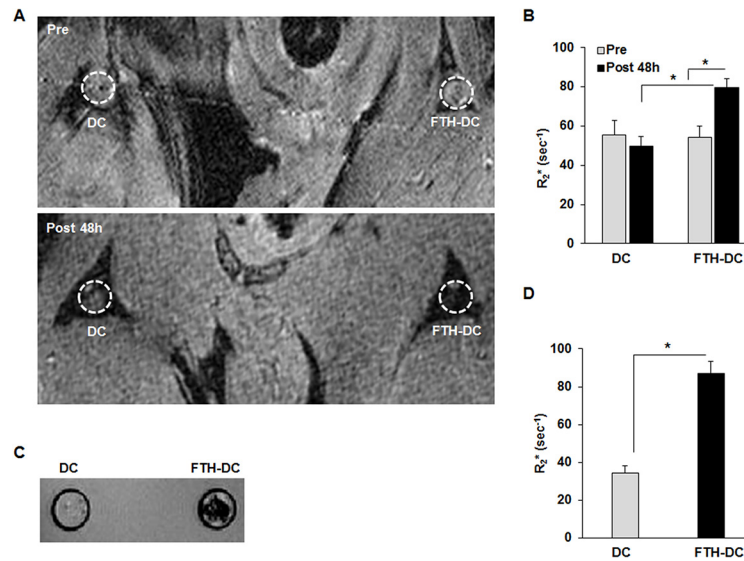 A
Pre
DC
FTH-DC
Post 48h
DC
FTH-DC
B
100
80
60
40
20
0
R2* (sec-1)
Pre
Post 48h
*
*
DC
FTH-DC
C
DC
FTH-DC
D
100
80
60
40
20
0
R2* (sec-1)
*
DC
FTH-DC